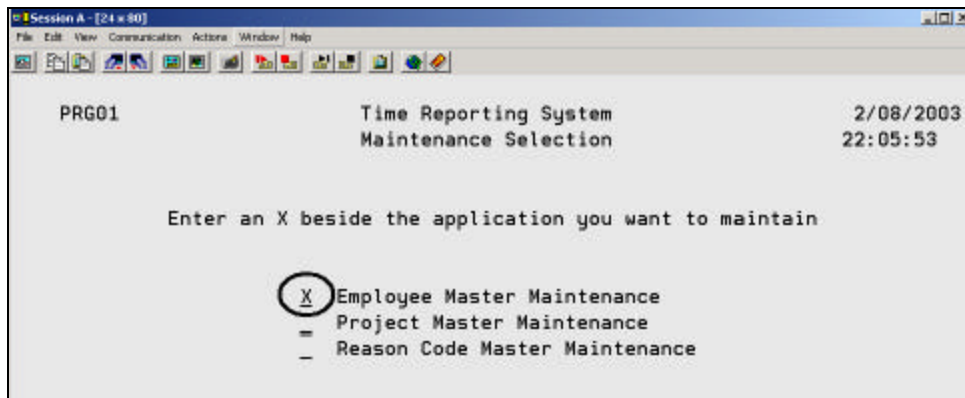 Session A - [24 x 80]
File Edit View Communication Actions Window Help
PRG01 Time Reporting System 2/08/2003
Maintenance Selection 22:05:53
Enter an X beside the application you want to maintain
X Employee Master Maintenance
_ Project Master Maintenance
_ Reason Code Master Maintenance